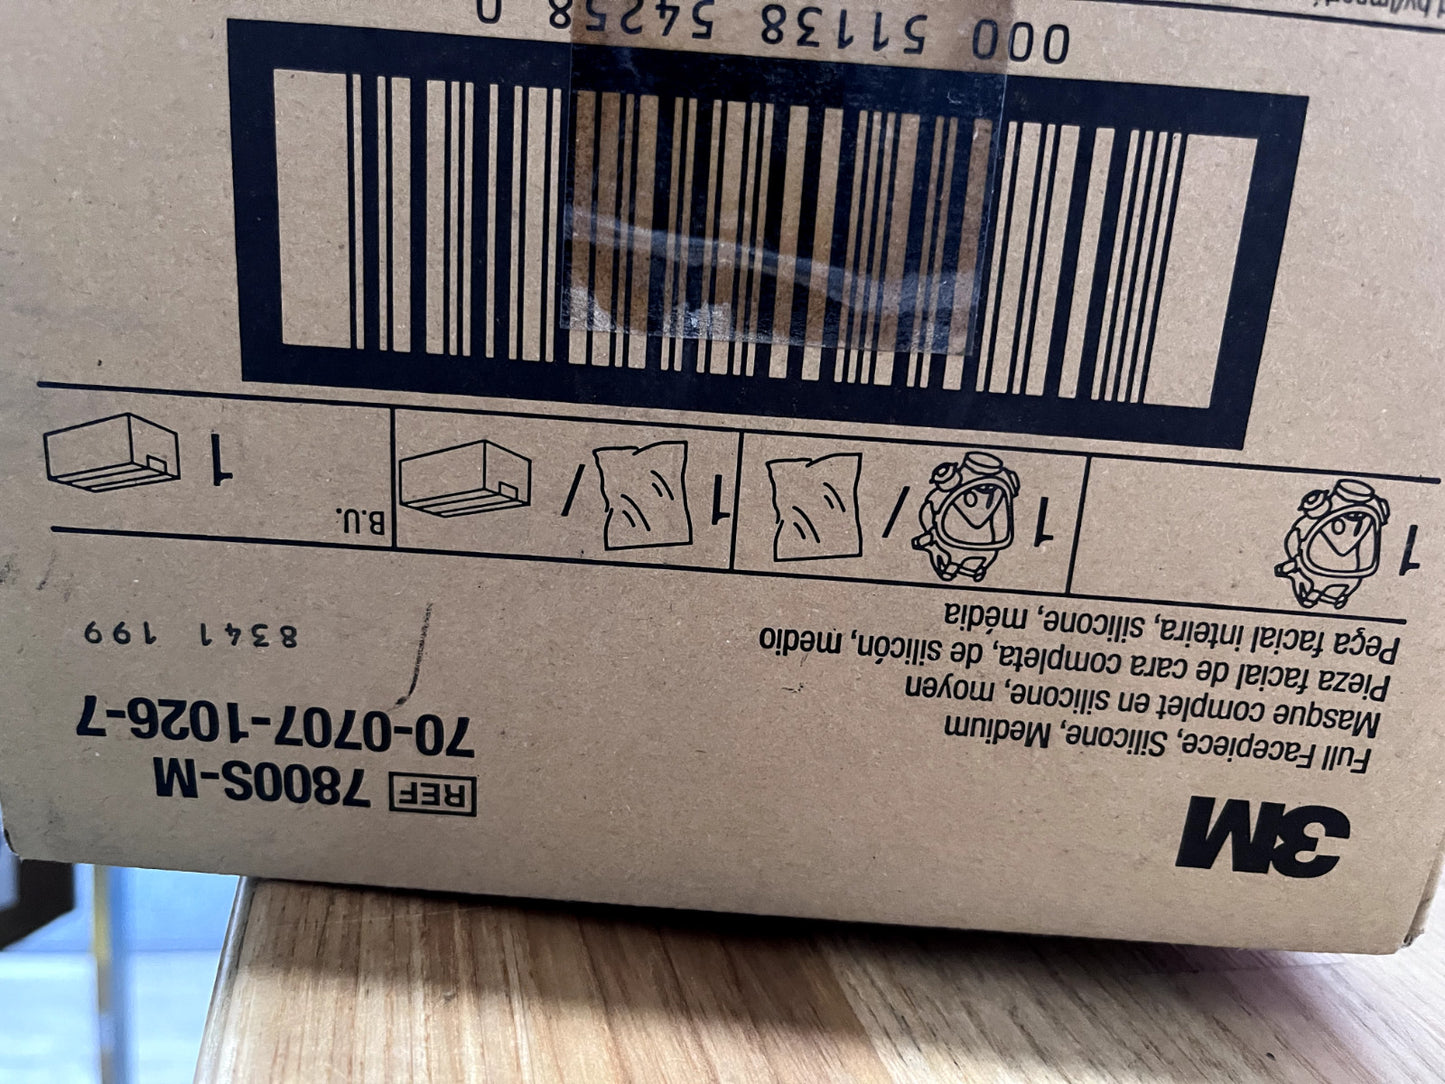 3M
REF 7800S-M
70-0707-1026-7
8341 199
Full Facepiece, Silicone, Medium
Masque complet en silicone, moyen
Pieza facial de cara completa, de silicón, medio
Peça facial inteira, silicone, média
1
1 /
1 /
B.U.
1
000 51138 54258 0